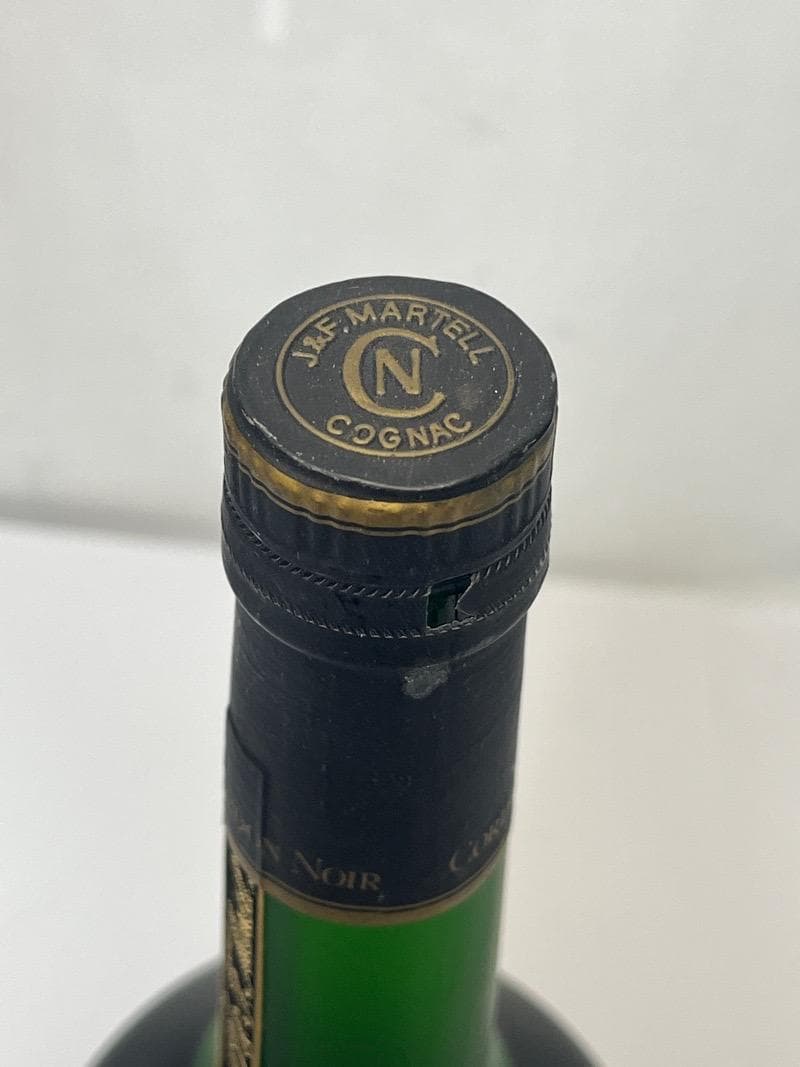 J&F. MARTELL
CN
COGNAC
NOIR